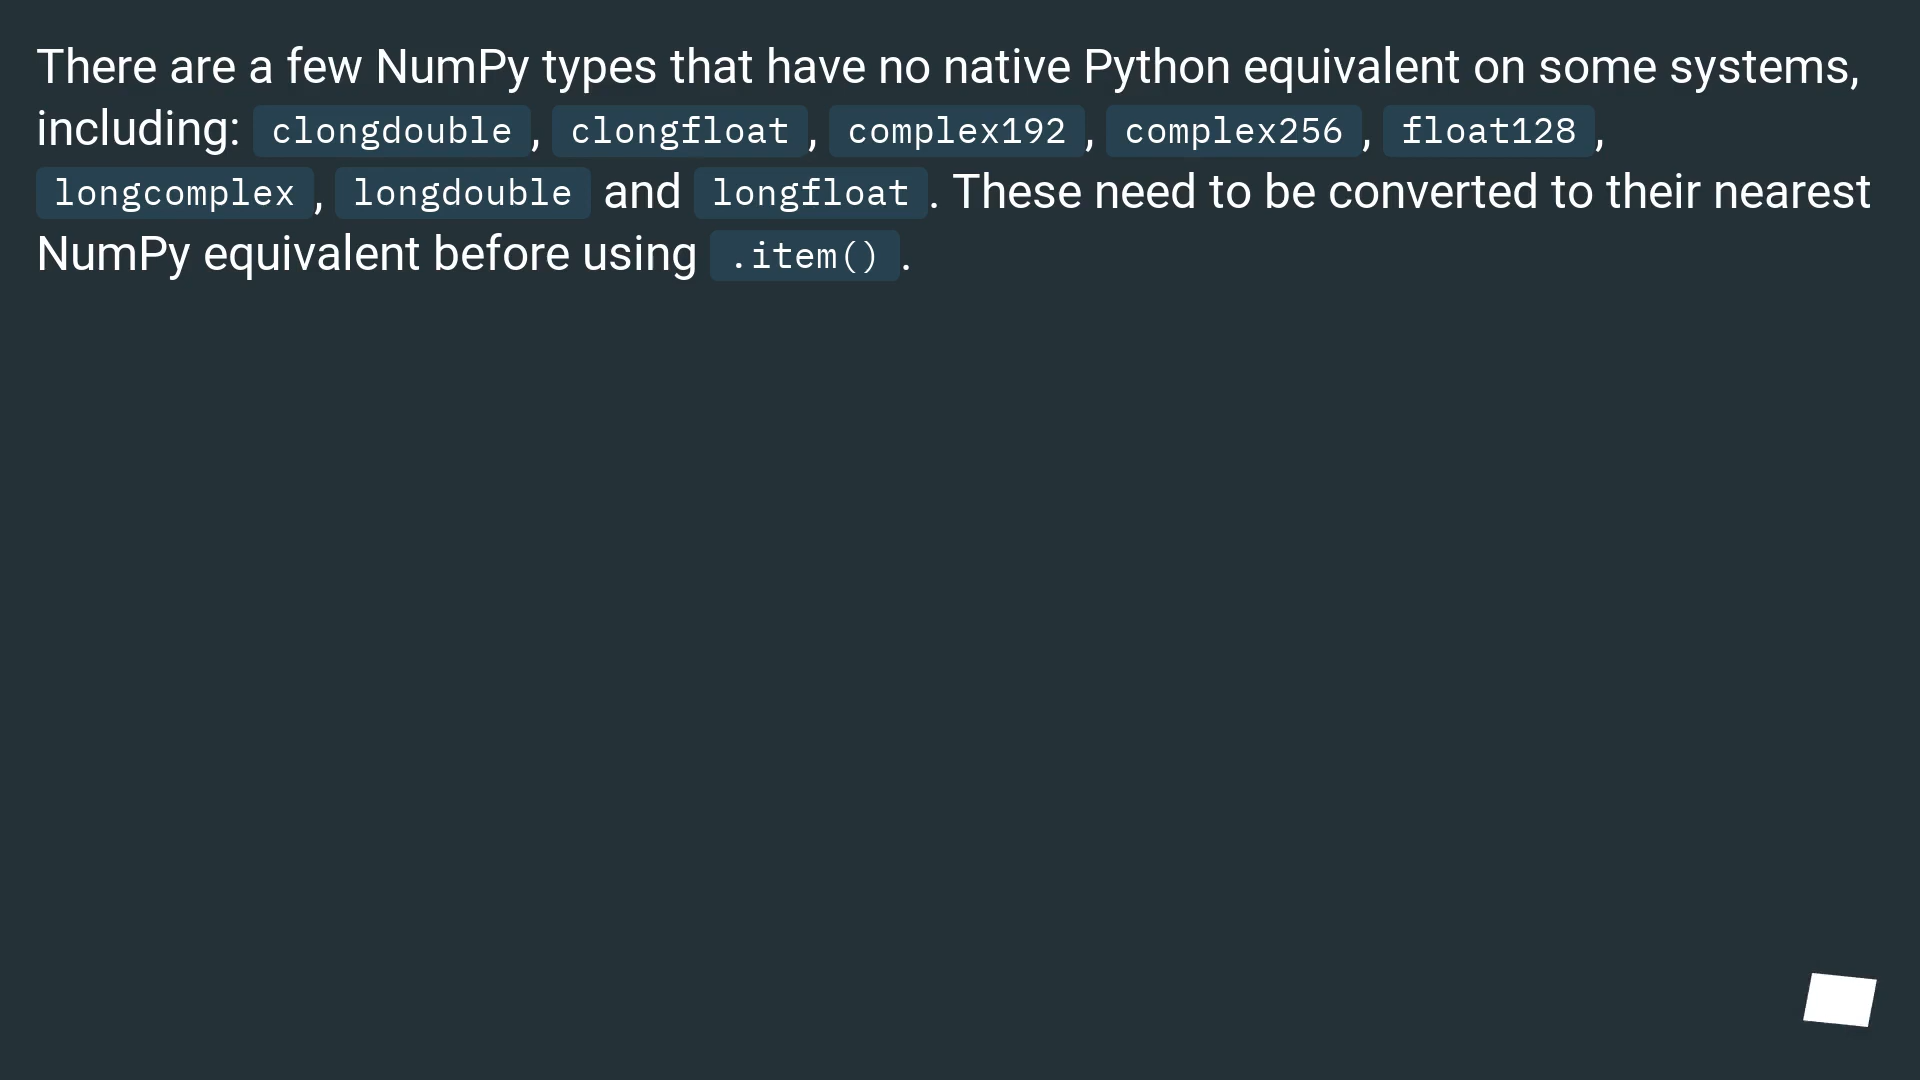 There are a few NumPy types that have no native Python equivalent on some systems,
including: clongdouble, clongfloat, complex192, complex256, float128,
longcomplex, longdouble and longfloat. These need to be converted to their nearest
NumPy equivalent before using .item().